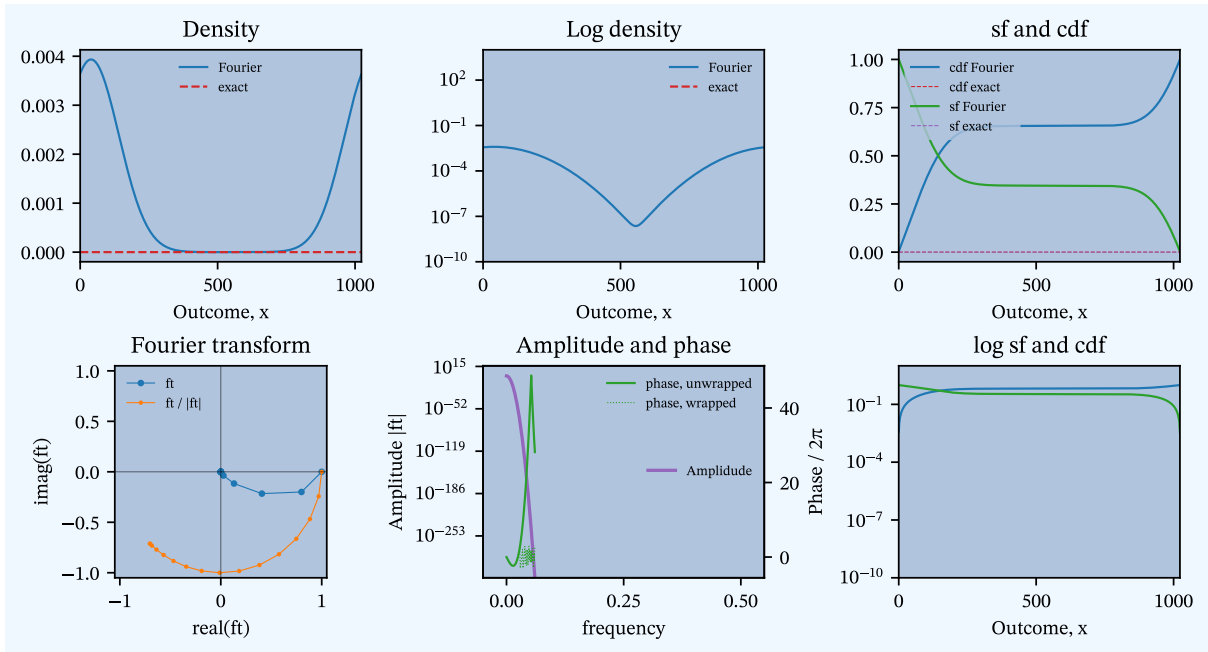 Density
0.004
0.003
0.002
0.001
0.000
Fourier
exact
0
500
1000
Outcome, x
Log density
10²
10⁻¹
10⁻⁴
10⁻⁷
10⁻¹⁰
Fourier
exact
0
500
1000
Outcome, x
sf and cdf
1.00
0.75
0.50
0.25
0.00
cdf Fourier
cdf exact
sf Fourier
sf exact
0
500
1000
Outcome, x
Fourier transform
imag(ft)
1.0
0.5
0.0
−0.5
−1.0
ft
ft / |ft|
−1
0
1
real(ft)
Amplitude and phase
Amplitude |ft|
10¹⁵
10⁻⁵²
10⁻¹¹⁹
10⁻¹⁸⁶
10⁻²⁵³
phase, unwrapped
phase, wrapped
Amplidude
40
20
0
Phase / 2π
0.00
0.25
0.50
frequency
log sf and cdf
10⁻¹
10⁻⁴
10⁻⁷
10⁻¹⁰
0
500
1000
Outcome, x